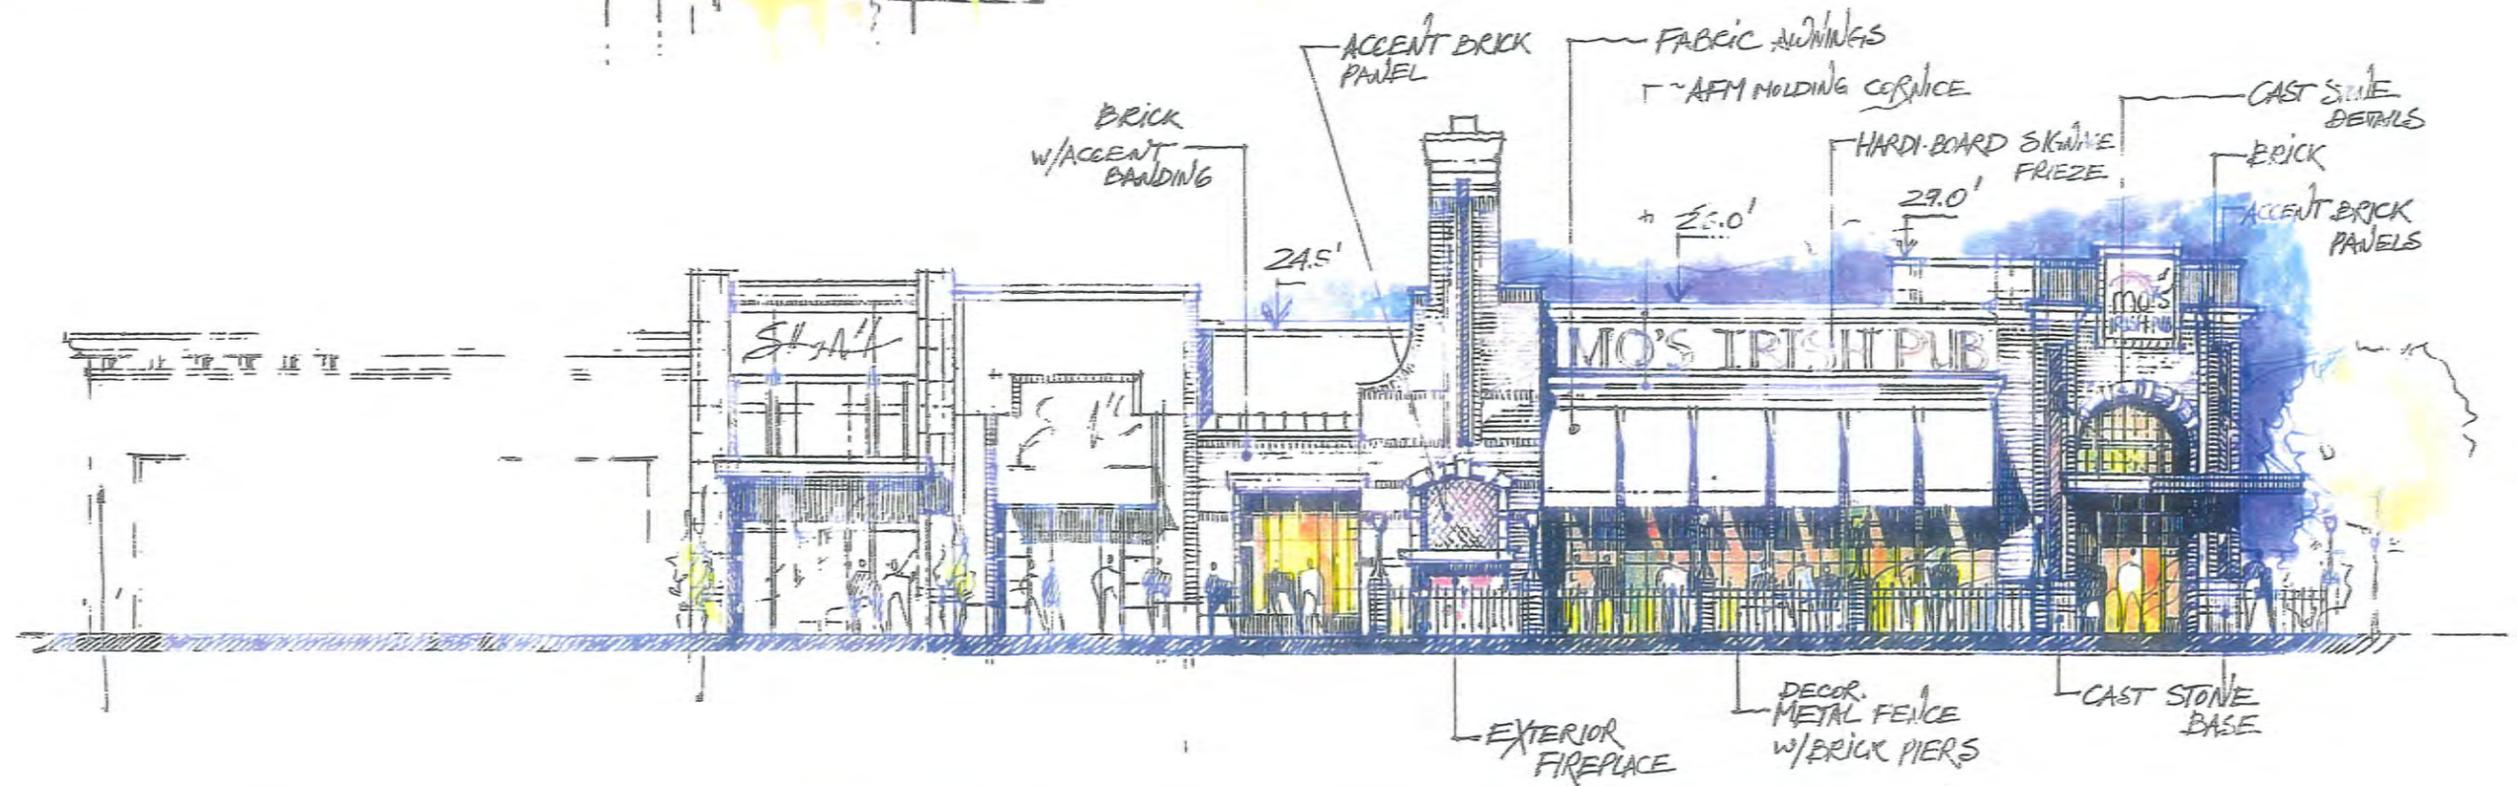 ACCENT BRICK
PANEL
FABRIC AWNINGS
AFM MOLDING CORNICE
CAST
DETAILS
BRICK
W/ACCENT
BANDING
HARDI-BOARD
FRIEZE
BRICK
ACCENT BRICK
PANELS
24.5'
29.0'
MO'S IRISH PUB
MO'S
IRISH PUB
EXTERIOR
FIREPLACE
DECOR.
METAL FENCE
W/BRICK PIERS
CAST STONE
BASE